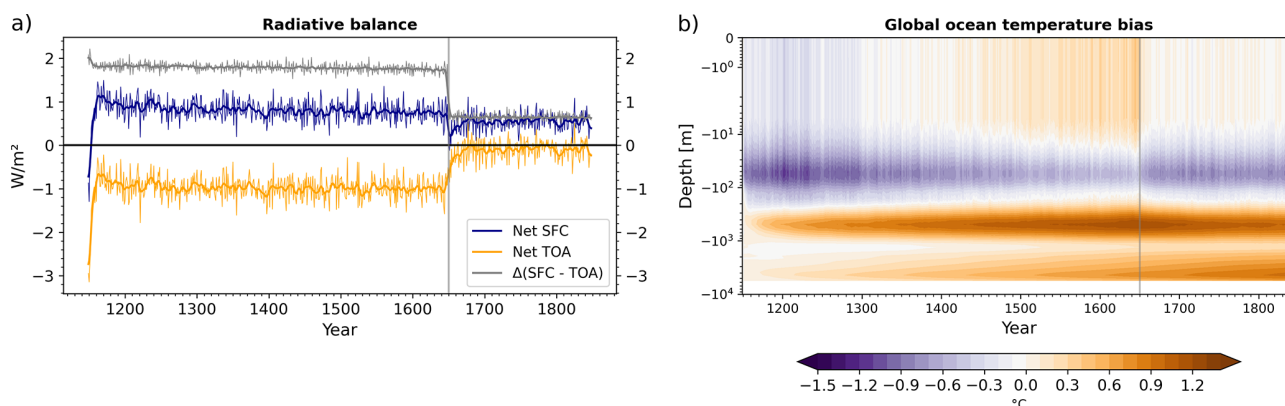 a)
Radiative balance
2
1
0
−1
−2
−3
W/m²
2
1
0
−1
−2
−3
Net SFC
Net TOA
Δ(SFC - TOA)
1200 1300 1400 1500 1600 1700 1800
Year
b)
Global ocean temperature bias
0
−10⁰
−10¹
−10²
−10³
−10⁴
Depth [m]
1200 1300 1400 1500 1600 1700 1800
Year
−1.5 −1.2 −0.9 −0.6 −0.3 0.0 0.3 0.6 0.9 1.2
°C